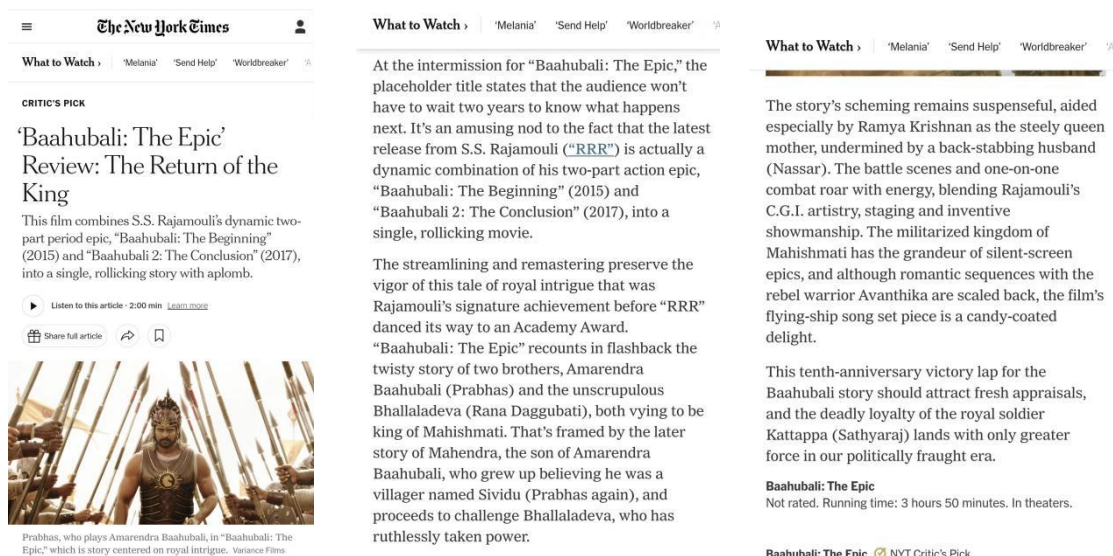 The New York Times
What to Watch › 'Melania' 'Send Help' 'Worldbreaker'
CRITIC'S PICK
'Baahubali: The Epic'
Review: The Return of the
King
This film combines S.S. Rajamouli's dynamic two-
part period epic, "Baahubali: The Beginning"
(2015) and "Baahubali 2: The Conclusion" (2017),
into a single, rollicking story with aplomb.
Listen to this article · 2:00 min Learn more
Share full article
Prabhas, who plays Amarendra Baahubali, in "Baahubali: The
Epic," which is story centered on royal intrigue. Variance Films
What to Watch › 'Melania' 'Send Help' 'Worldbreaker' 'A
At the intermission for "Baahubali: The Epic," the
placeholder title states that the audience won't
have to wait two years to know what happens
next. It's an amusing nod to the fact that the latest
release from S.S. Rajamouli ("RRR") is actually a
dynamic combination of his two-part action epic,
"Baahubali: The Beginning" (2015) and
"Baahubali 2: The Conclusion" (2017), into a
single, rollicking movie.
The streamlining and remastering preserve the
vigor of this tale of royal intrigue that was
Rajamouli's signature achievement before "RRR"
danced its way to an Academy Award.
"Baahubali: The Epic" recounts in flashback the
twisty story of two brothers, Amarendra
Baahubali (Prabhas) and the unscrupulous
Bhallaladeva (Rana Daggubati), both vying to be
king of Mahishmati. That's framed by the later
story of Mahendra, the son of Amarendra
Baahubali, who grew up believing he was a
villager named Sividu (Prabhas again), and
proceeds to challenge Bhallaladeva, who has
ruthlessly taken power.
What to Watch › 'Melania' 'Send Help' 'Worldbreaker'
The story's scheming remains suspenseful, aided
especially by Ramya Krishnan as the steely queen
mother, undermined by a back-stabbing husband
(Nassar). The battle scenes and one-on-one
combat roar with energy, blending Rajamouli's
C.G.I. artistry, staging and inventive
showmanship. The militarized kingdom of
Mahishmati has the grandeur of silent-screen
epics, and although romantic sequences with the
rebel warrior Avanthika are scaled back, the film's
flying-ship song set piece is a candy-coated
delight.
This tenth-anniversary victory lap for the
Baahubali story should attract fresh appraisals,
and the deadly loyalty of the royal soldier
Kattappa (Sathyaraj) lands with only greater
force in our politically fraught era.
Baahubali: The Epic
Not rated. Running time: 3 hours 50 minutes. In theaters.
Baahubali: The Epic NYT Critic's Pick